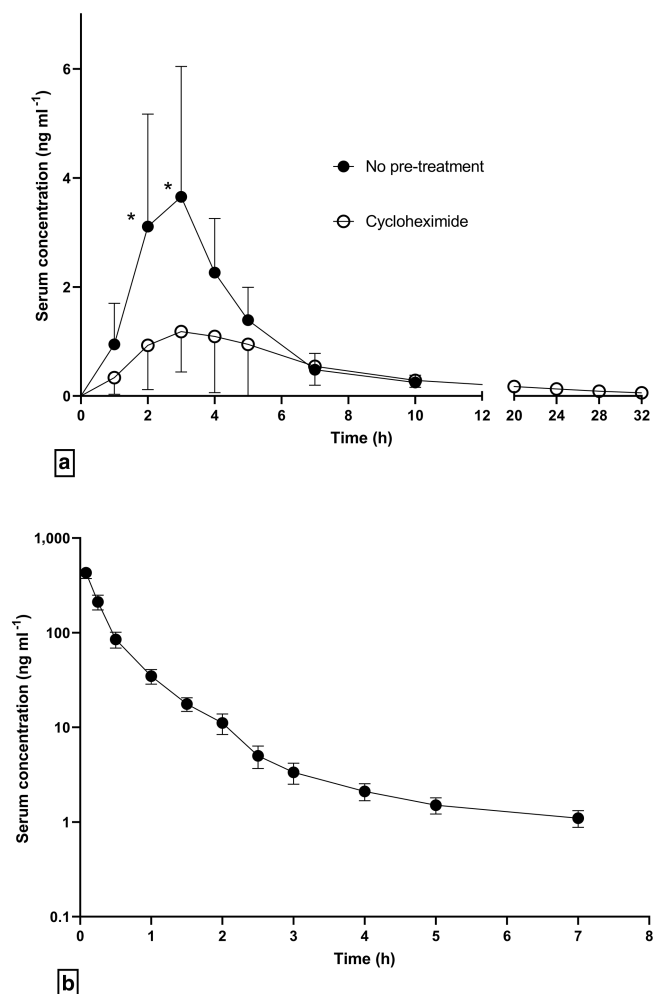 Serum concentration (ng ml⁻¹)
6
4
2
0
*
*
No pre-treatment
Cycloheximide
0 2 4 6 8 10 12 20 24 28 32
Time (h)
a
Serum concentration (ng ml⁻¹)
1,000
100
10
1
0.1
0 1 2 3 4 5 6 7 8
Time (h)
b